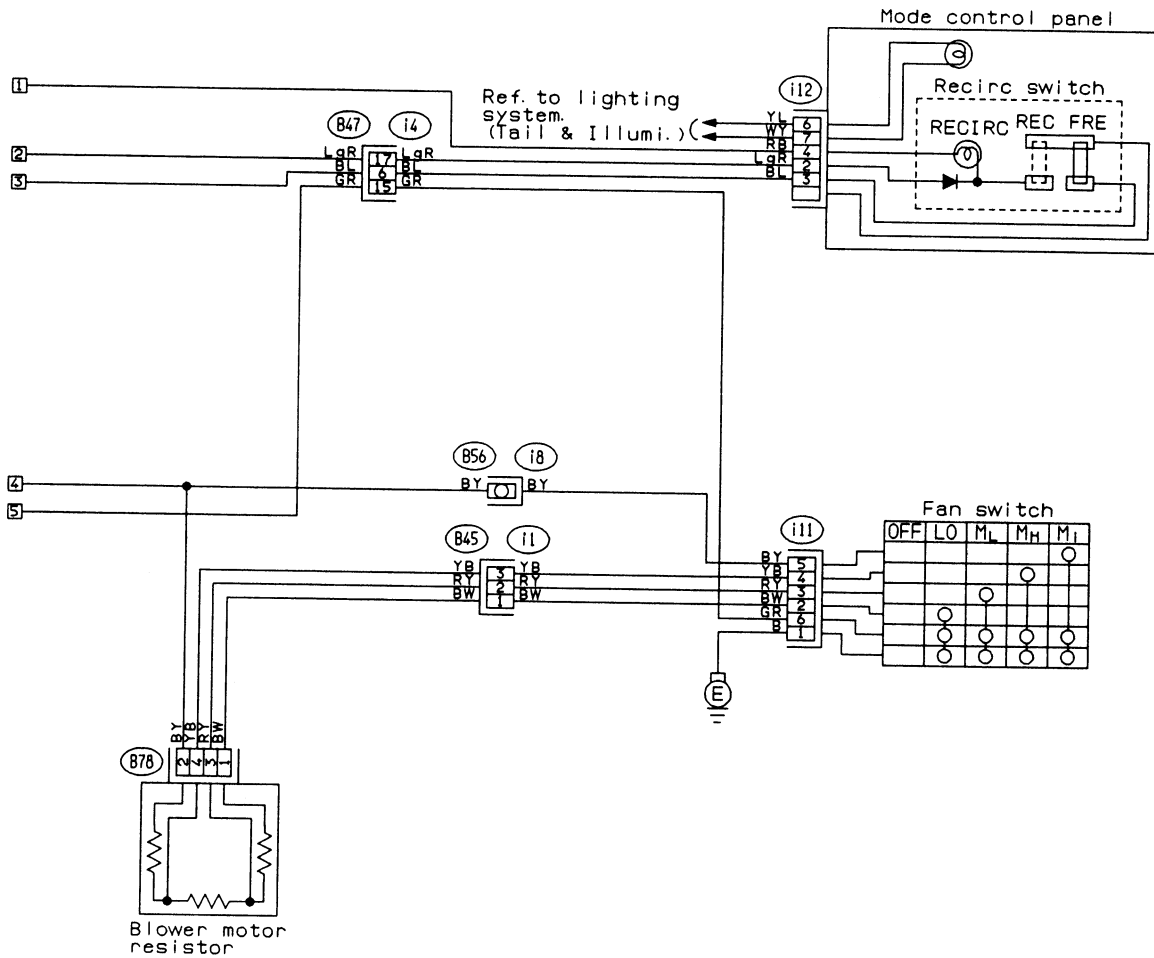 Mode control panel
1
Ref. to lighting
system.
(Tail & Illumi.)
i12
Recirc switch
RECIRC REC FRE
YL 6
WY 7
RB 4
LgR 2
BL 3
B47 i4
2
LgR 17 LgR
3
BL 6 BL
GR 15 GR
B56 i8
4
BY BY
5
Fan switch
OFF LO ML MH Mi
i11
B45 i1
BY 5
YB 3 YB YB 4
RY 2 RY RY 3
BW 1 BW BW 2
GR 6
B 1
E
BY YB RY BW
B78
2 4 3 1
Blower motor
resistor